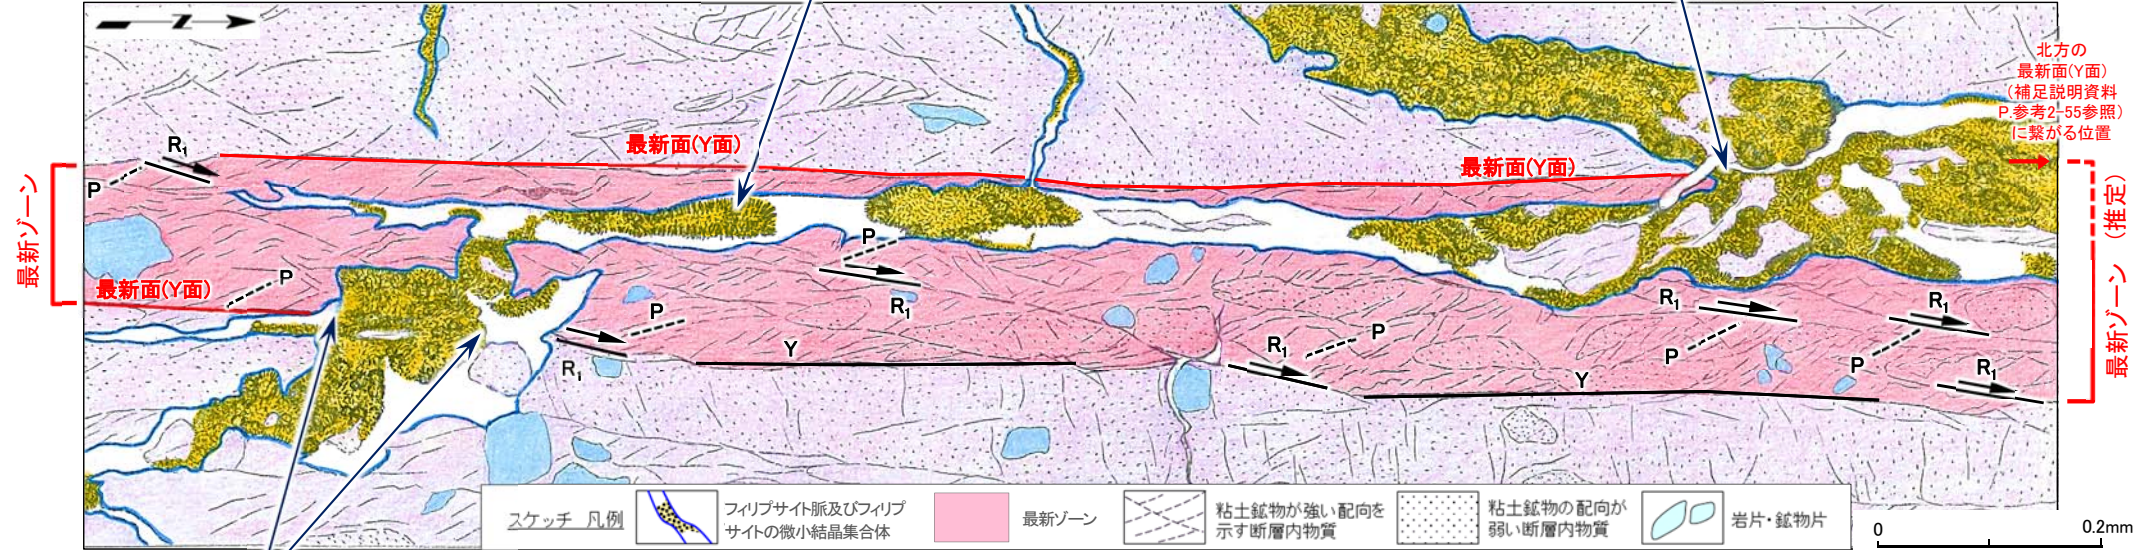 Z
北方の
最新面(Y面)
(補足説明資料
P.参考2-55参照)
に繋がる位置
最新面(Y面)
最新面(Y面)
R₁
P
最新ゾーン
P
最新面(Y面)
P
R₁
P
R₁
Y
R₁
P
R₁
P
Y
R₁
P
R₁
最新ゾーン (推定)
スケッチ 凡例
フィリプサイト脈及びフィリプ
サイトの微小結晶集合体
最新ゾーン
粘土鉱物が強い配向を
示す断層内物質
粘土鉱物の配向が
弱い断層内物質
岩片・鉱物片
0 0.2mm